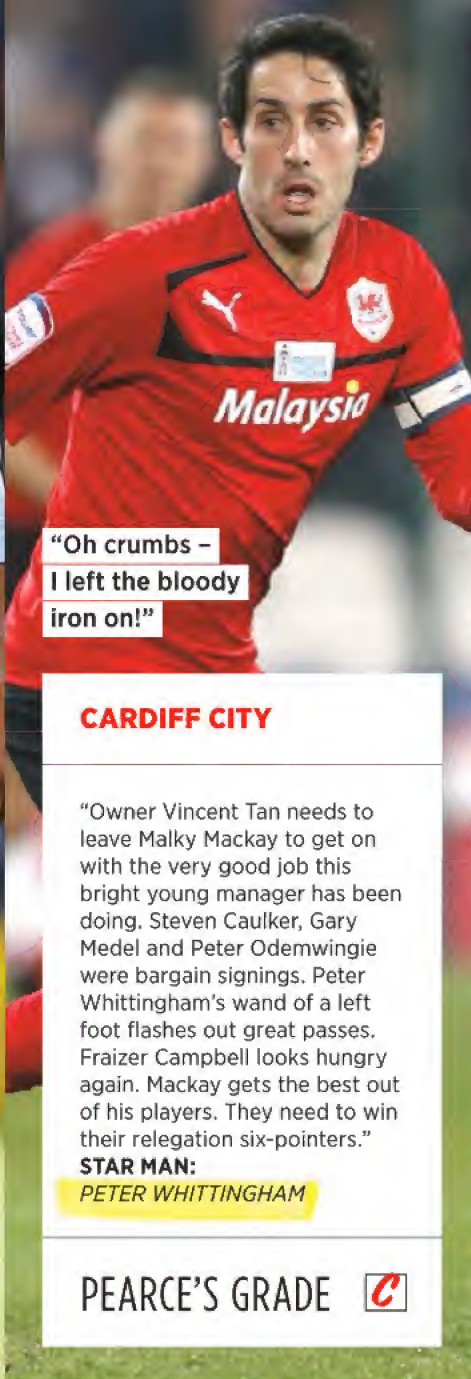 Malaysia
“Oh crumbs –
I left the bloody
iron on!”
CARDIFF CITY
“Owner Vincent Tan needs to
leave Malky Mackay to get on
with the very good job this
bright young manager has been
doing. Steven Caulker, Gary
Medel and Peter Odemwingie
were bargain signings. Peter
Whittingham’s wand of a left
foot flashes out great passes.
Fraizer Campbell looks hungry
again. Mackay gets the best out
of his players. They need to win
their relegation six-pointers.”
STAR MAN:
PETER WHITTINGHAM
PEARCE’S GRADE C